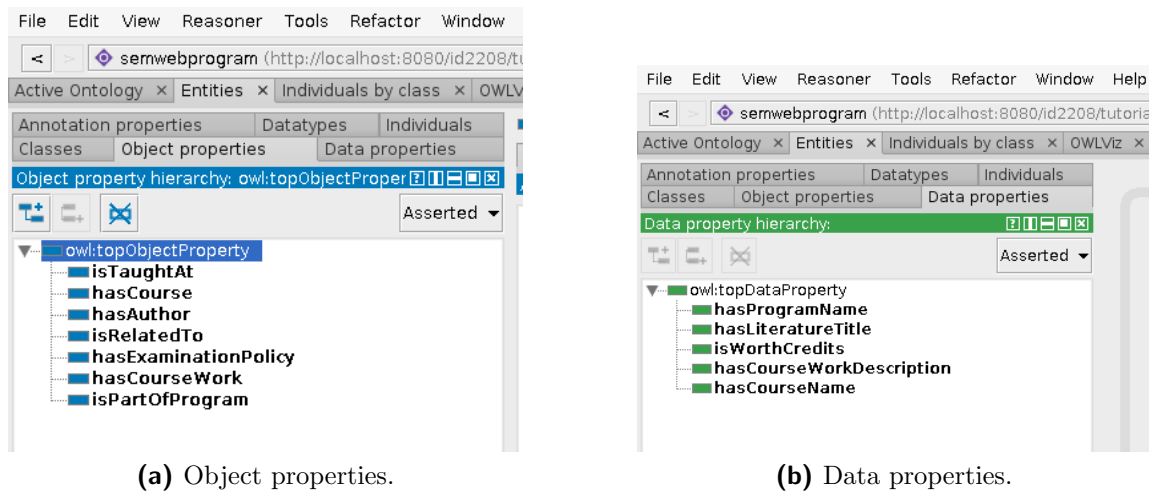 File Edit View Reasoner Tools Refactor Window
< > semwebprogram (http://localhost:8080/id2208/tu
Active Ontology × Entities × Individuals by class × OWLV
Annotation properties Datatypes Individuals
Classes Object properties Data properties
Object property hierarchy: owl:topObjectProper
Asserted
owl:topObjectProperty
isTaughtAt
hasCourse
hasAuthor
isRelatedTo
hasExaminationPolicy
hasCourseWork
isPartOfProgram
(a) Object properties.
File Edit View Reasoner Tools Refactor Window Help
< > semwebprogram (http://localhost:8080/id2208/tutoria
Active Ontology × Entities × Individuals by class × OWLViz ×
Annotation properties Datatypes Individuals
Classes Object properties Data properties
Data property hierarchy:
Asserted
owl:topDataProperty
hasProgramName
hasLiteratureTitle
isWorthCredits
hasCourseWorkDescription
hasCourseName
(b) Data properties.